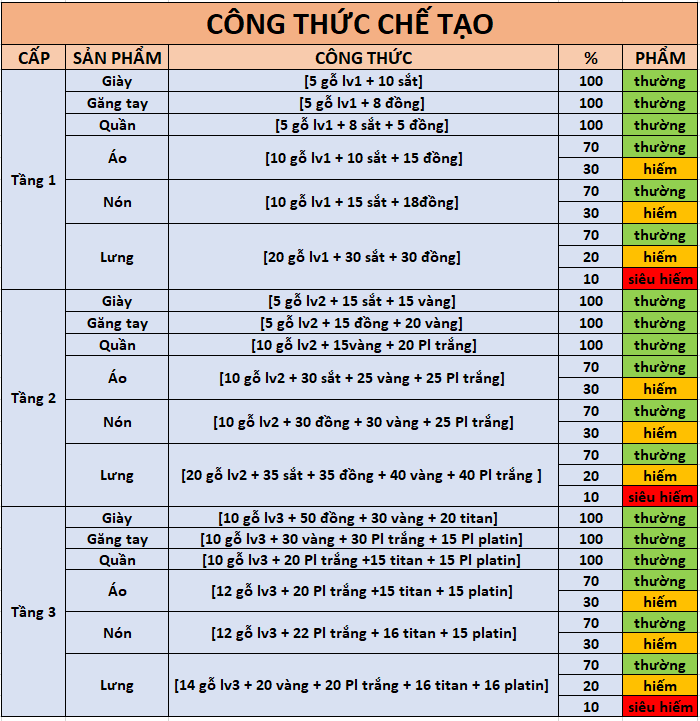 CÔNG THỨC CHẾ TẠO
CẤP SẢN PHẨM CÔNG THỨC % PHẨM
Tầng 1
Giày [5 gỗ lv1 + 10 sắt] 100 thường
Găng tay [5 gỗ lv1 + 8 đồng] 100 thường
Quần [5 gỗ lv1 + 8 sắt + 5 đồng] 100 thường
Áo [10 gỗ lv1 + 10 sắt + 15 đồng] 70 thường
30 hiếm
Nón [10 gỗ lv1 + 15 sắt + 18đồng] 70 thường
30 hiếm
Lưng [20 gỗ lv1 + 30 sắt + 30 đồng] 70 thường
20 hiếm
10 siêu hiếm
Tầng 2
Giày [5 gỗ lv2 + 15 sắt + 15 vàng] 100 thường
Găng tay [5 gỗ lv2 + 15 đồng + 20 vàng] 100 thường
Quần [10 gỗ lv2 + 15vàng + 20 Pl trắng] 100 thường
Áo [10 gỗ lv2 + 30 sắt + 25 vàng + 25 Pl trắng] 70 thường
30 hiếm
Nón [10 gỗ lv2 + 30 đồng + 30 vàng + 25 Pl trắng] 70 thường
30 hiếm
Lưng [20 gỗ lv2 + 35 sắt + 35 đồng + 40 vàng + 40 Pl trắng ] 70 thường
20 hiếm
10 siêu hiếm
Tầng 3
Giày [10 gỗ lv3 + 50 đồng + 30 vàng + 20 titan] 100 thường
Găng tay [10 gỗ lv3 + 30 vàng + 30 Pl trắng + 15 Pl platin] 100 thường
Quần [10 gỗ lv3 + 20 Pl trắng +15 titan + 15 Pl platin] 100 thường
Áo [12 gỗ lv3 + 20 Pl trắng +15 titan + 15 platin] 70 thường
30 hiếm
Nón [12 gỗ lv3 + 22 Pl trắng + 16 titan + 15 platin] 70 thường
30 hiếm
Lưng [14 gỗ lv3 + 20 vàng + 20 Pl trắng + 16 titan + 16 platin] 70 thường
20 hiếm
10 siêu hiếm